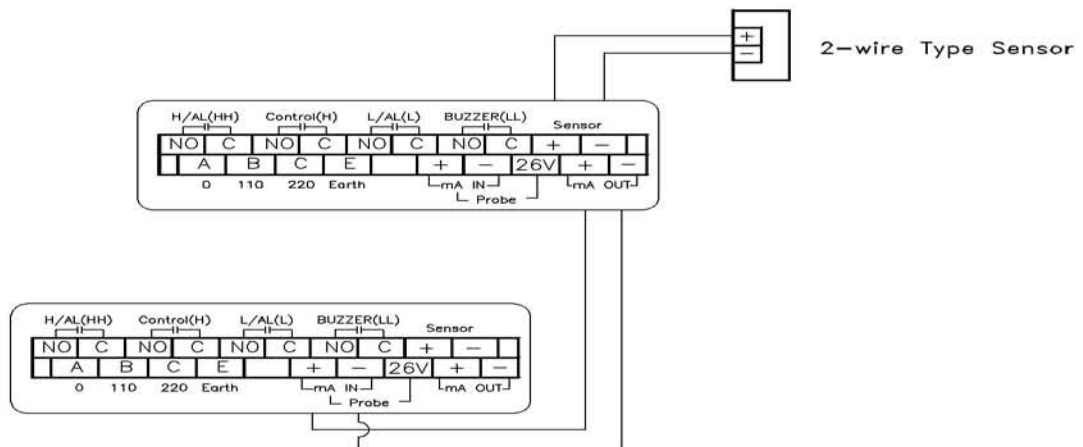 +
- 2-wire Type Sensor
H/AL(HH) Control(H) L/AL(L) BUZZER(LL) Sensor
NO C NO C NO C NO C + -
A B C E + - 26V + -
0 110 220 Earth mA IN mA OUT
Probe
H/AL(HH) Control(H) L/AL(L) BUZZER(LL) Sensor
NO C NO C NO C NO C + -
A B C E + - 26V + -
0 110 220 Earth mA IN mA OUT
Probe